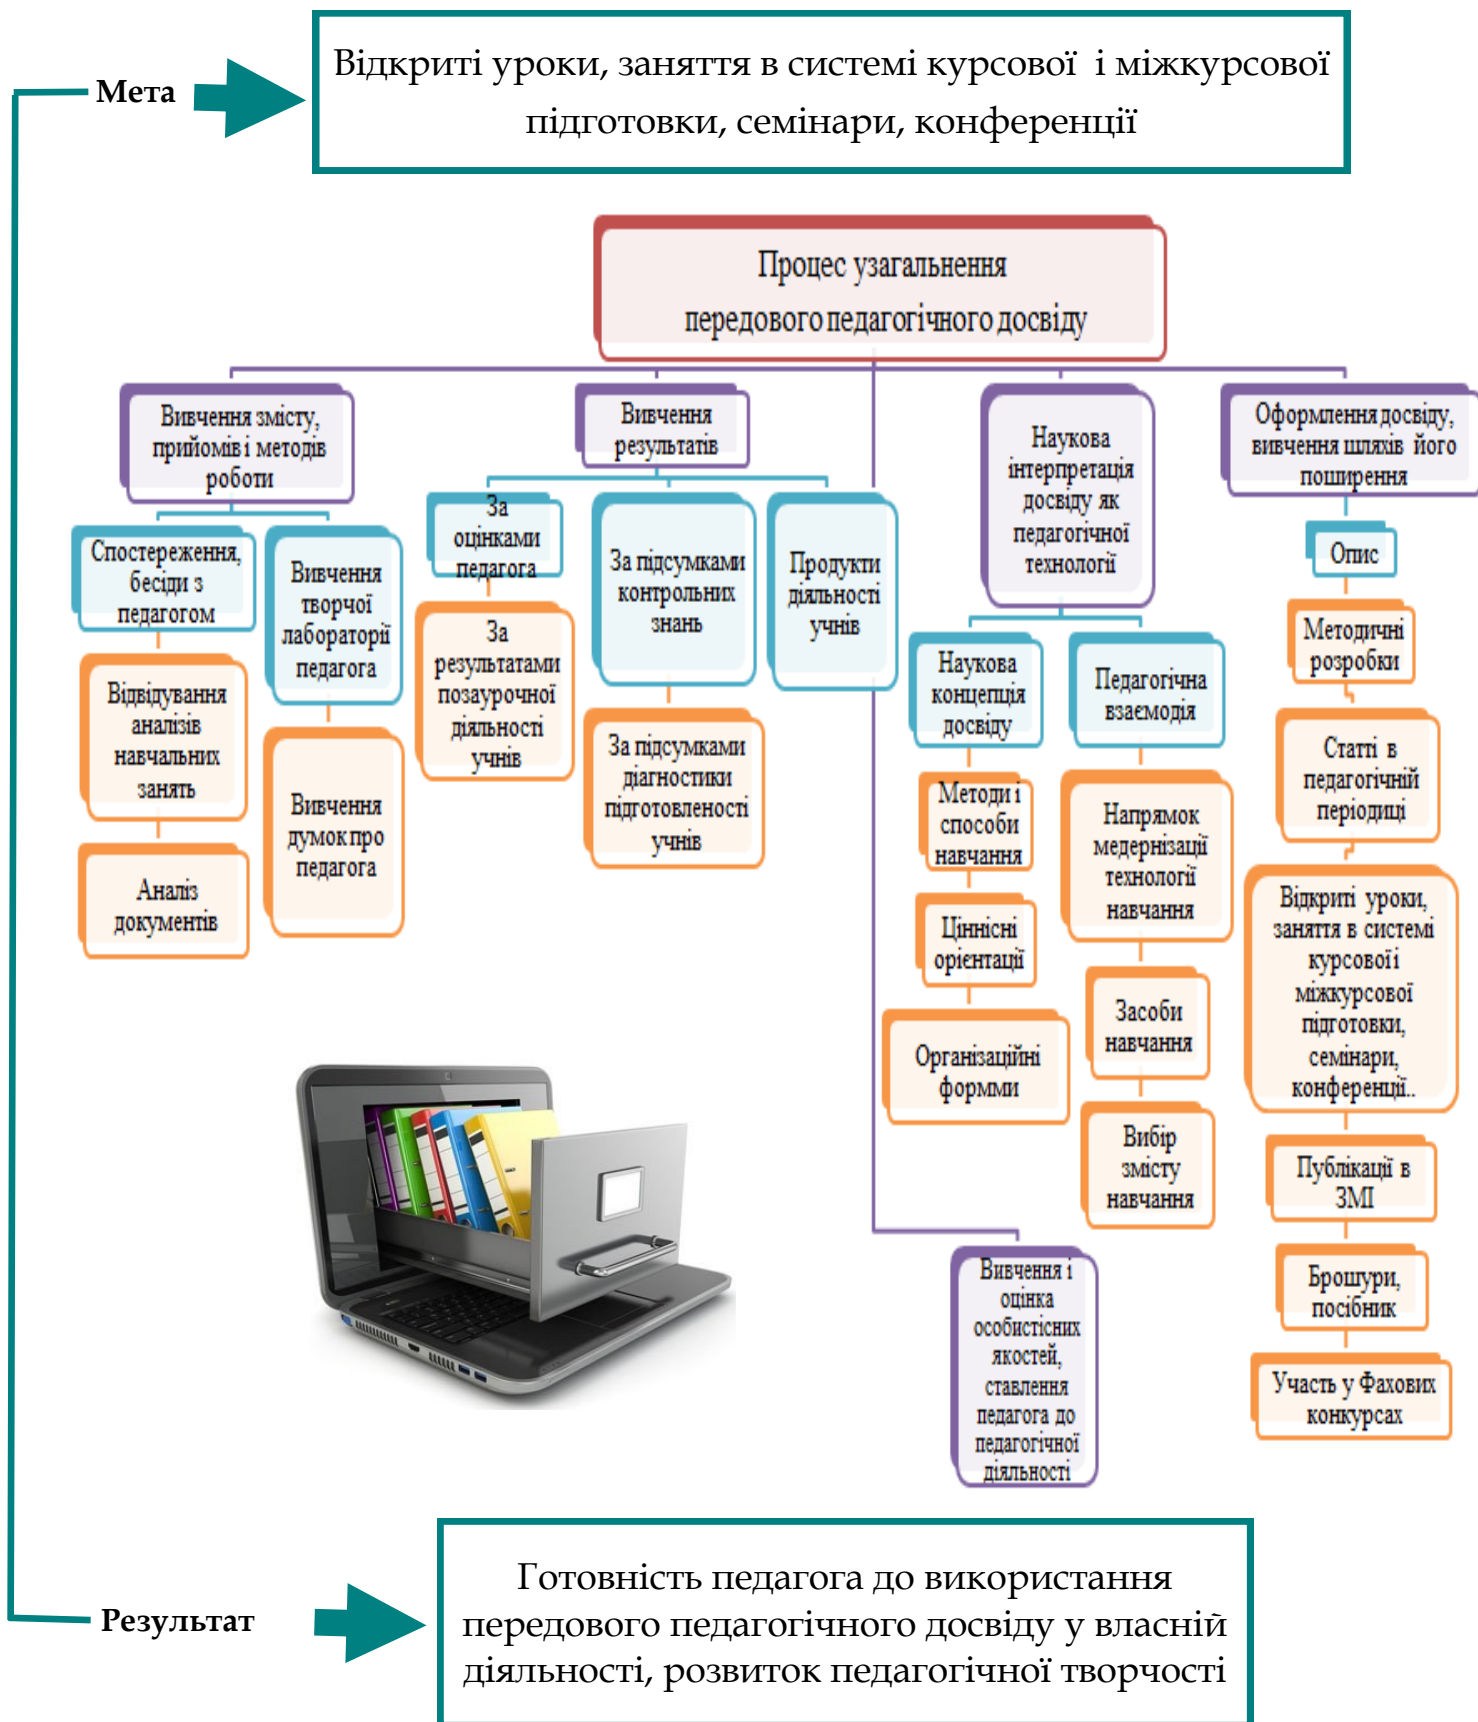 Мета
Відкриті уроки, заняття в системі курсової і міжкурсової
підготовки, семінари, конференції
Процес узагальнення
передового педагогічного досвіду
Вивчення змісту,
прийомів і методів
роботи
Спостереження,
бесіди з
педагогом
Відвідування
аналізів
навчальних
занять
Аналіз
документів
Вивчення
творчої
лабораторії
педагога
Вивчення
думок про
педагога
Вивчення
результатів
За
оцінками
педагога
За
результатами
позаурочної
діяльності
учнів
За підсумками
контрольних
знань
За підсумками
діагностики
підготовленості
учнів
Продукти
діяльності
учнів
Наукова
інтерпретація
досвіду як
педагогічної
технології
Наукова
концепція
досвіду
Методи і
способи
навчання
Ціннісні
орієнтації
Організаційні
формми
Педагогічна
взаємодія
Напрямок
медернізації
технології
навчання
Засоби
навчання
Вибір
змісту
навчання
Оформлення досвіду,
вивчення шляхів його
поширення
Опис
Методичні
розробки
Статті в
педагогічній
періодиці
Відкриті уроки,
заняття в системі
курсової і
міжкурсової
підготовки,
семінари,
конференції..
Публікації в
ЗМІ
Брошури,
посібник
Участь у Фахових
конкурсах
Вивчення і
оцінка
особистісних
якостей,
ставлення
педагога до
педагогічної
діяльності
Результат
Готовність педагога до використання
передового педагогічного досвіду у власній
діяльності, розвиток педагогічної творчості